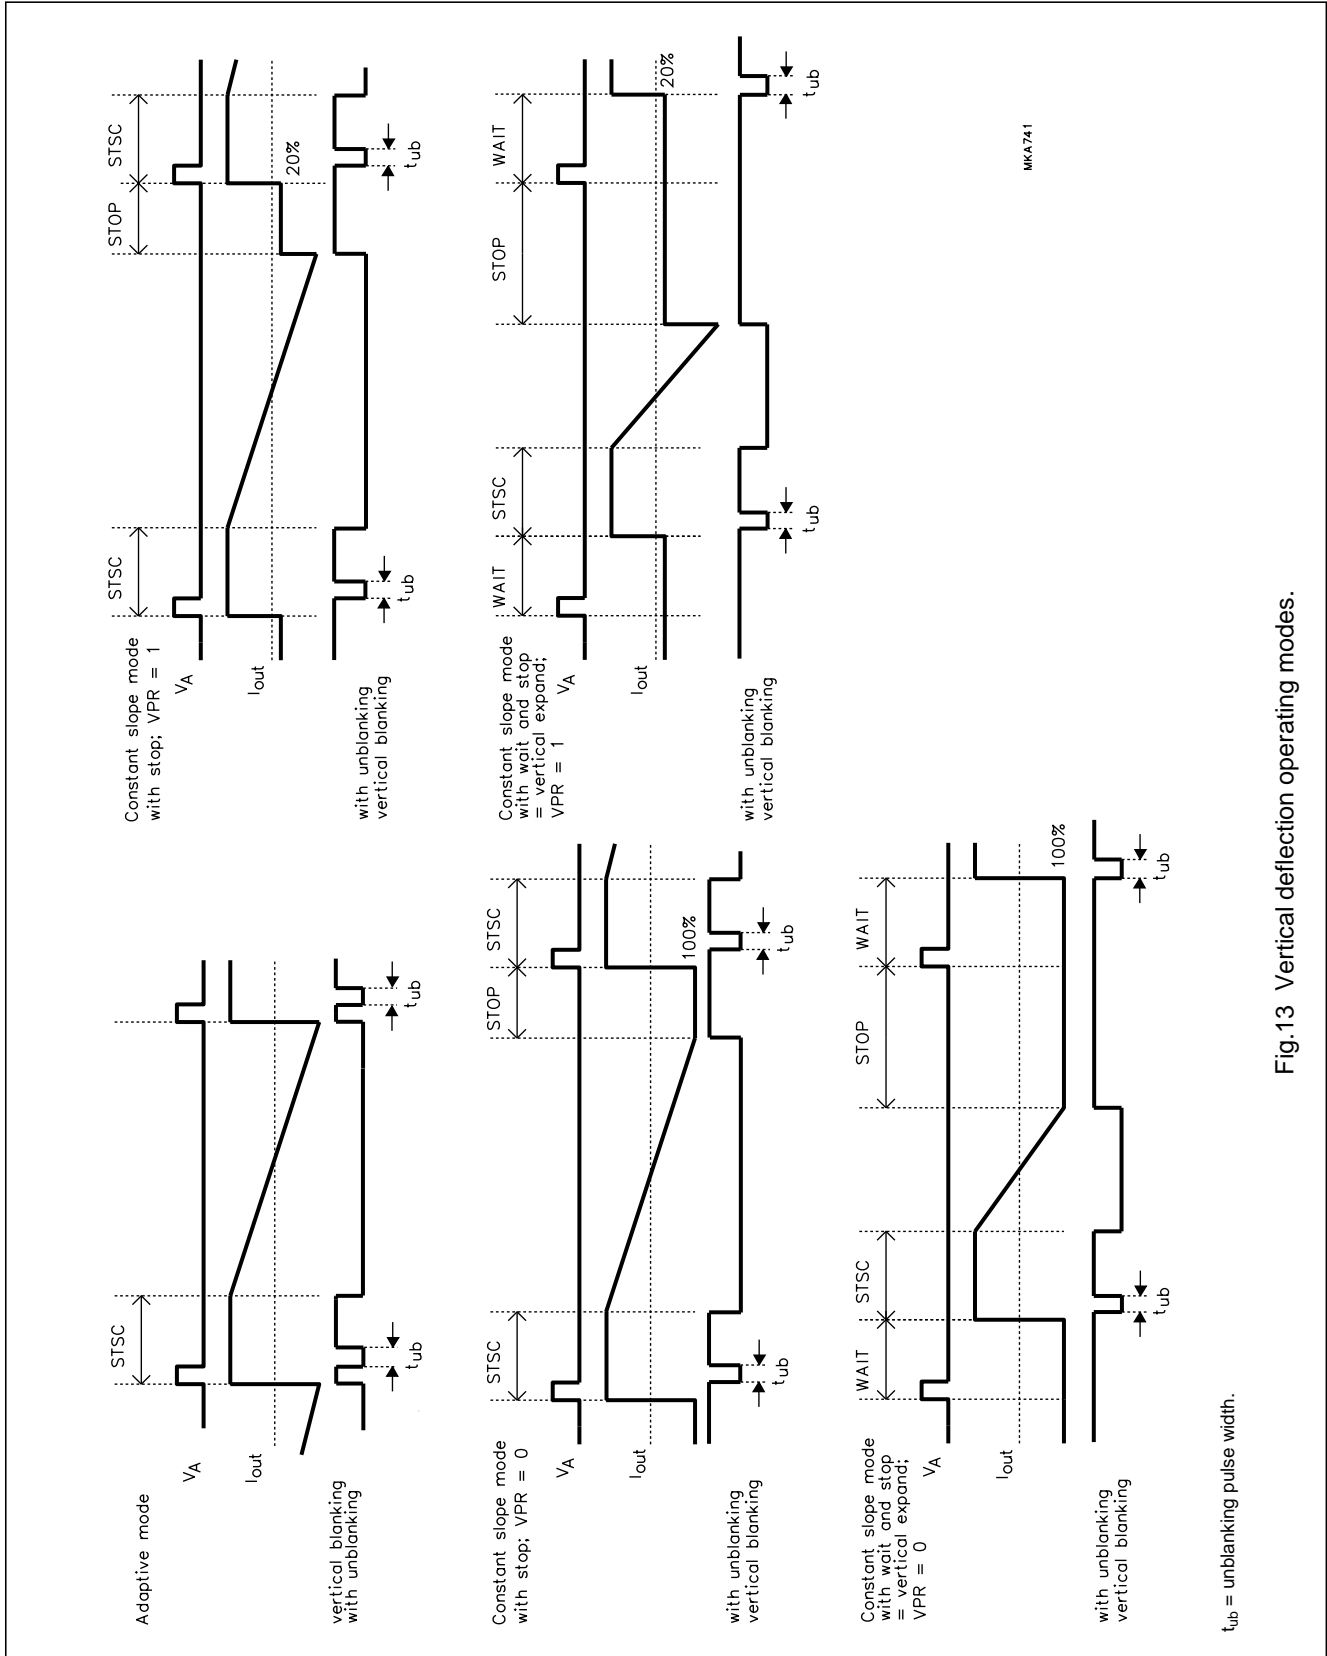 Adaptive mode
STSC
VA
Iout
vertical blanking
with unblanking
tub
tub
Constant slope mode
with stop; VPR = 1
STSC
STOP
STSC
VA
Iout
20%
with unblanking
vertical blanking
tub
tub
Constant slope mode
with stop; VPR = 0
STSC
STOP
STSC
VA
Iout
100%
with unblanking
vertical blanking
tub
tub
Constant slope mode
with wait and stop
= vertical expand;
VPR = 1
WAIT
STSC
STOP
WAIT
VA
Iout
20%
with unblanking
vertical blanking
tub
tub
Constant slope mode
with wait and stop
= vertical expand;
VPR = 0
WAIT
STSC
STOP
WAIT
VA
Iout
100%
with unblanking
vertical blanking
tub
tub
MKA741
tub = unblanking pulse width.
Fig.13 Vertical deflection operating modes.